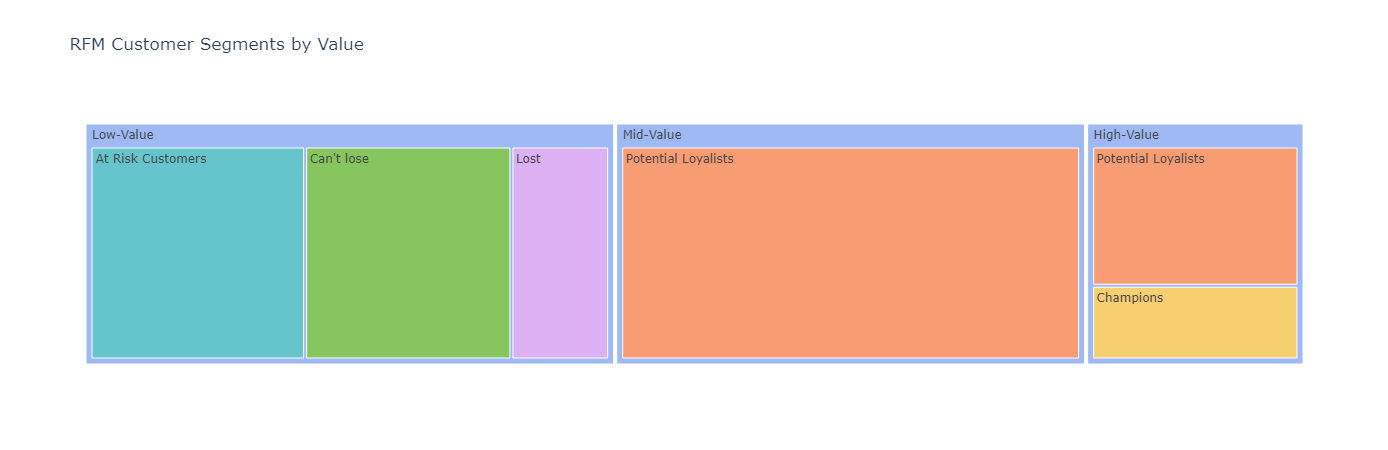 RFM Customer Segments by Value
Low-Value
At Risk Customers
Can't lose
Lost
Mid-Value
Potential Loyalists
High-Value
Potential Loyalists
Champions